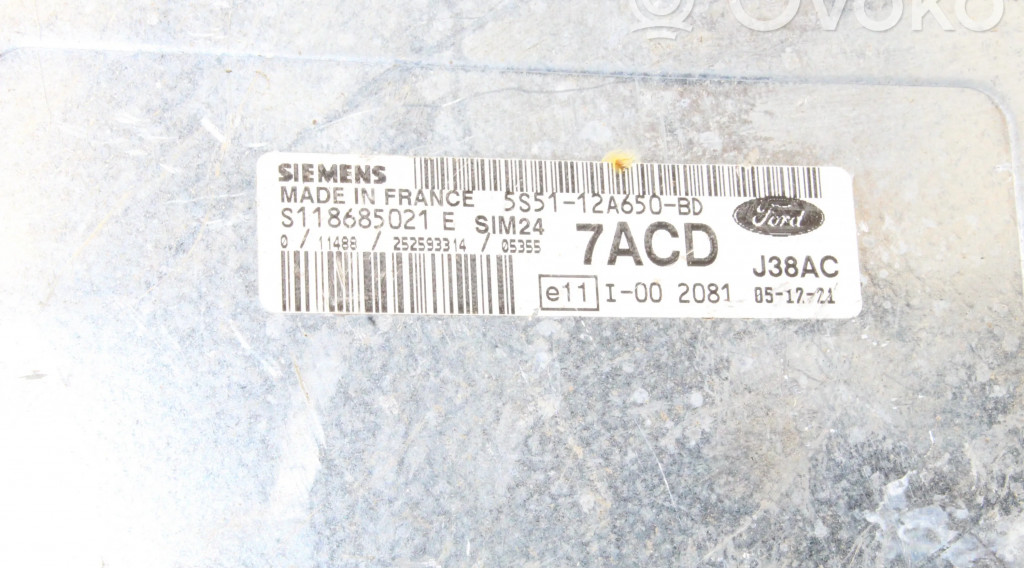 OVOKO
SIEMENS
MADE IN FRANCE 5S51-12A650-BD
S118685021 E SIM24
0 / 11488 / 252593314 / 05355
7ACD
Ford
J38AC
e11 I-00 2081 05-17-21